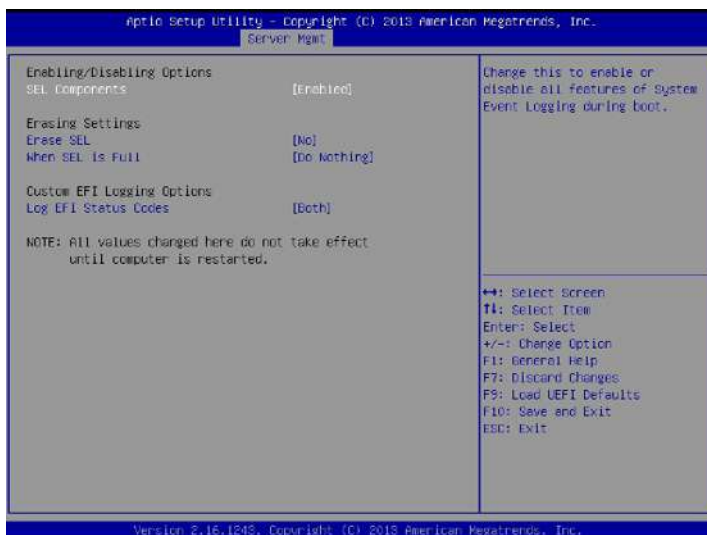 Aptio Setup Utility - Copyright (C) 2013 American Megatrends, Inc.
Server Mgmt
Enabling/Disabling Options
SEL Components [Enabled]
Erasing Settings
Erase SEL [No]
When SEL is Full [Do Nothing]
Custom EFI Logging Options
Log EFI Status Codes [Both]
NOTE: All values changed here do not take effect
until computer is restarted.
Change this to enable or
disable all features of System
Event Logging during boot.
↔: Select Screen
↑↓: Select Item
Enter: Select
+/-: Change Option
F1: General Help
F7: Discard Changes
F9: Load UEFI Defaults
F10: Save and Exit
ESC: Exit
Version 2.16.1243. Copyright (C) 2013 American Megatrends, Inc.